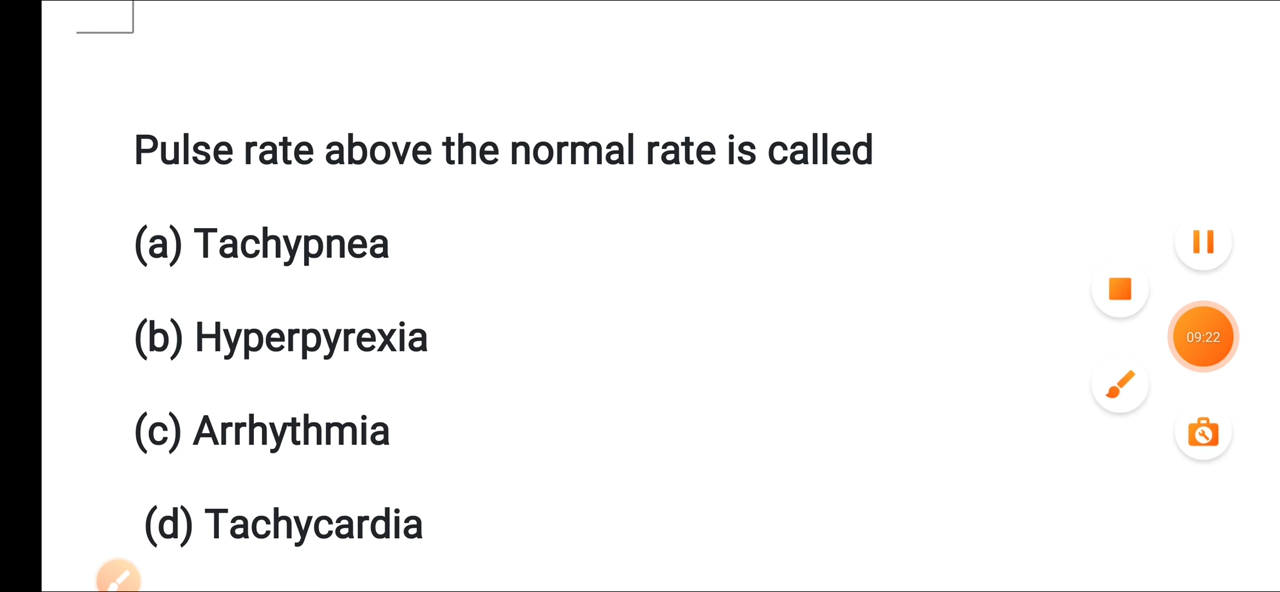 Pulse rate above the normal rate is called
(a) Tachypnea
(b) Hyperpyrexia
(c) Arrhythmia
(d) Tachycardia
09:22